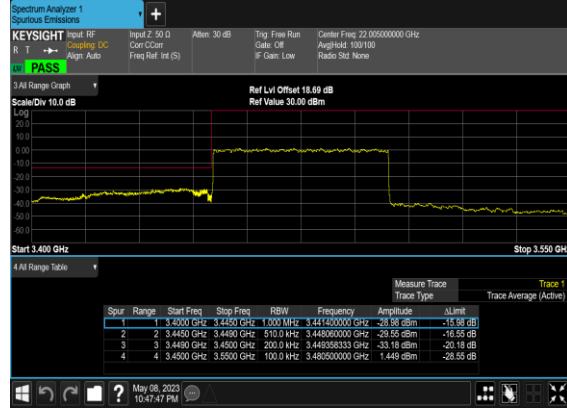 Spectrum Analyzer 1
Spurious Emissions
+
KEYSIGHT Input: RF Input Z: 50 Ω Atten: 30 dB Trig: Free Run Center Freq: 22.005000000 GHz
R T Coupling: DC Corr CCorr Gate: Off Avg|Hold: 100/100
Align: Auto Freq Ref: Int (S) IF Gain: Low Radio Std: None
LW PASS
3 All Range Graph
Ref Lvl Offset 18.69 dB
Scale/Div 10.0 dB Ref Value 30.00 dBm
Log
20.0
10.0
0.00
-10.0
-20.0
-30.0
-40.0
-50.0
-60.0
Start 3.400 GHz Stop 3.550 GH
4 All Range Table
Measure Trace Trace 1
Trace Type Trace Average (Active)
Spur Range Start Freq Stop Freq RBW Frequency Amplitude ΔLimit
1 1 3.4000 GHz 3.4450 GHz 1.000 MHz 3.441400000 GHz -28.98 dBm -15.98 dB
2 2 3.4450 GHz 3.4490 GHz 510.0 kHz 3.448060000 GHz -29.55 dBm -16.55 dB
3 3 3.4490 GHz 3.4500 GHz 200.0 kHz 3.449358333 GHz -33.18 dBm -20.18 dB
4 4 3.4500 GHz 3.5500 GHz 100.0 kHz 3.480500000 GHz 1.449 dBm -28.55 dB
? May 08, 2023
10:47:47 PM